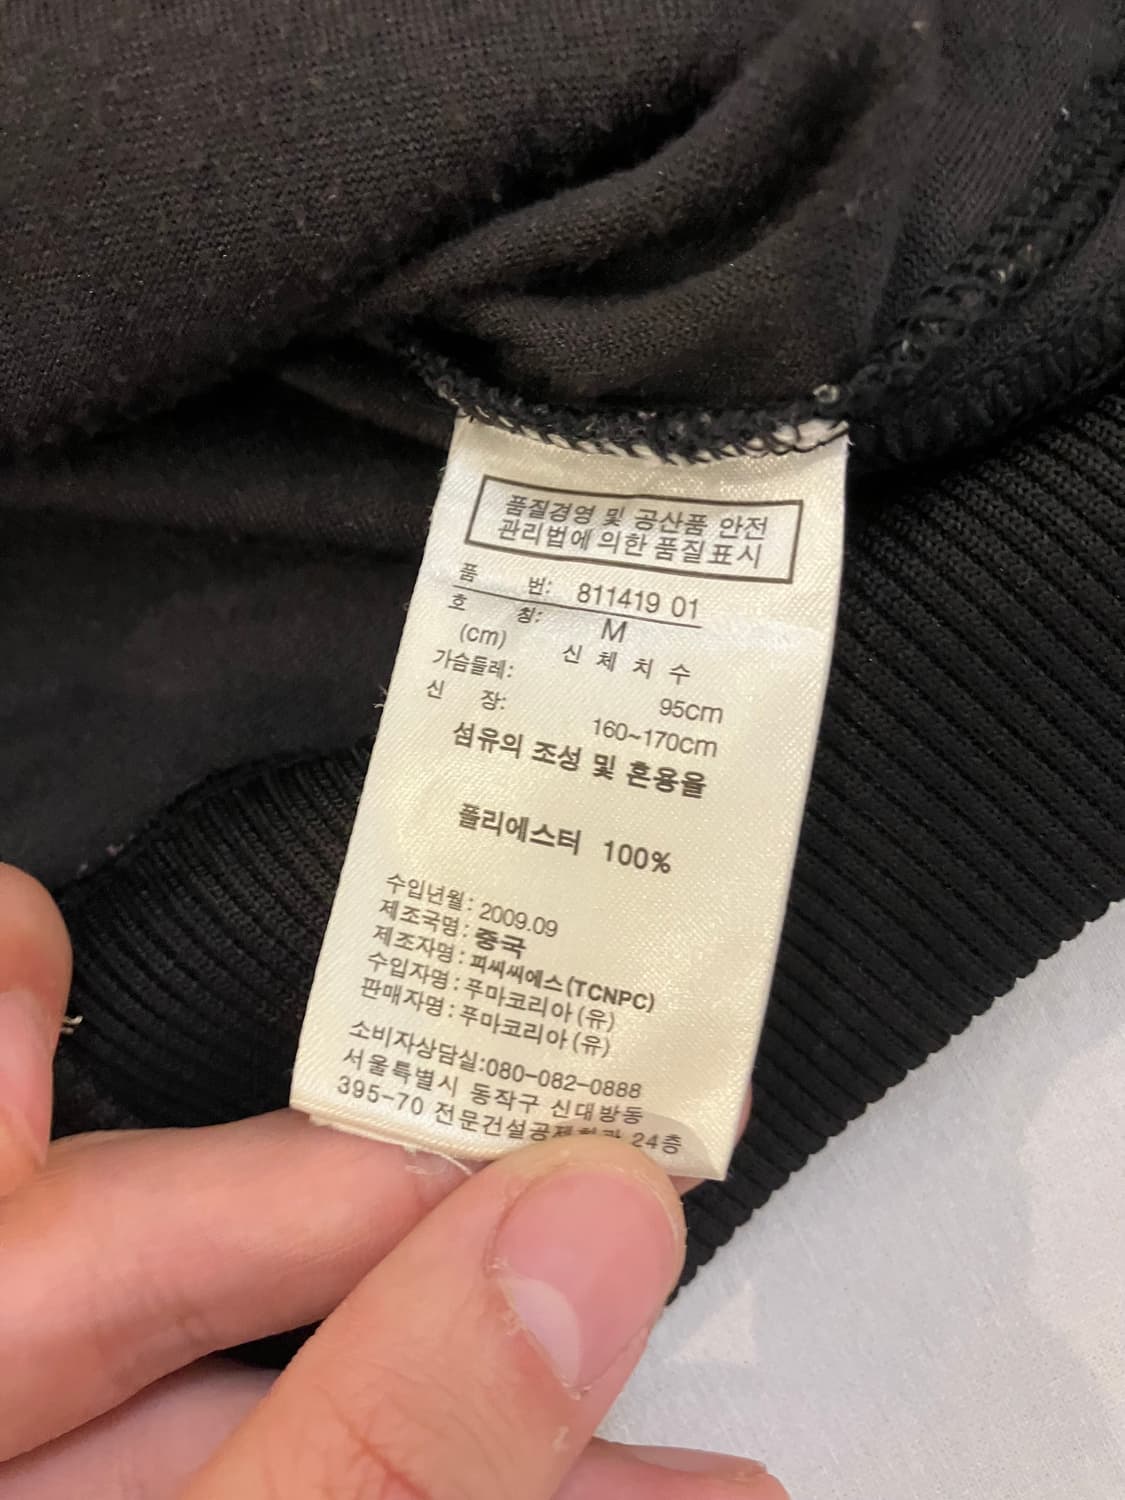 품질경영 및 공산품 안전
관리법에 의한 품질표시
품 번: 811419 01
호 칭: M
(cm) 신 체 치 수
가슴둘레: 95cm
신 장: 160~170cm
섬유의 조성 및 혼용율
폴리에스터 100%
수입년월: 2009.09
제조국명: 중국
제조자명: 피씨씨에스(TCNPC)
수입자명: 푸마코리아 (유)
판매자명: 푸마코리아 (유)
소비자상담실:080-082-0888
서울특별시 동작구 신대방동
395-70 전문건설공제회관 24층